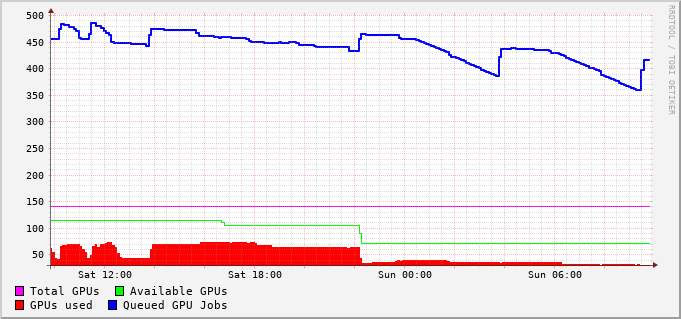 500
450
400
350
300
250
200
150
100
50
Sat 12:00 Sat 18:00 Sun 00:00 Sun 06:00
Total GPUs Available GPUs
GPUs used Queued GPU Jobs
RRDTOOL / TOBI OETIKER